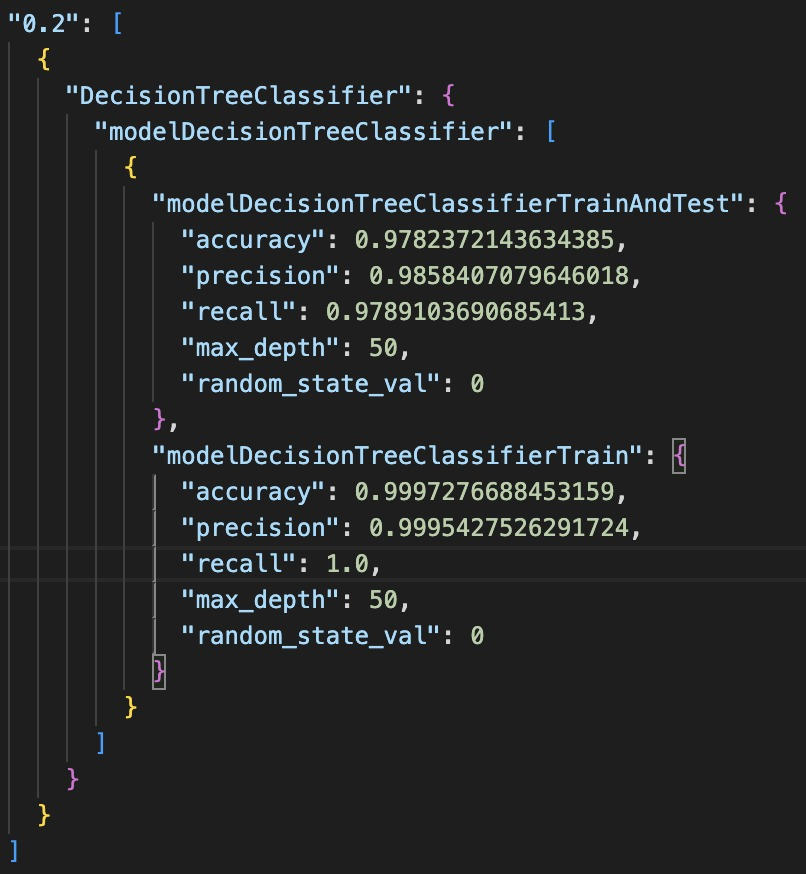 "0.2": [
{
"DecisionTreeClassifier": {
"modelDecisionTreeClassifier": [
{
"modelDecisionTreeClassifierTrainAndTest": {
"accuracy": 0.9782372143634385,
"precision": 0.9858407079646018,
"recall": 0.9789103690685413,
"max_depth": 50,
"random_state_val": 0
},
"modelDecisionTreeClassifierTrain": {
"accuracy": 0.9997276688453159,
"precision": 0.9995427526291724,
"recall": 1.0,
"max_depth": 50,
"random_state_val": 0
}
}
]
}
}
]